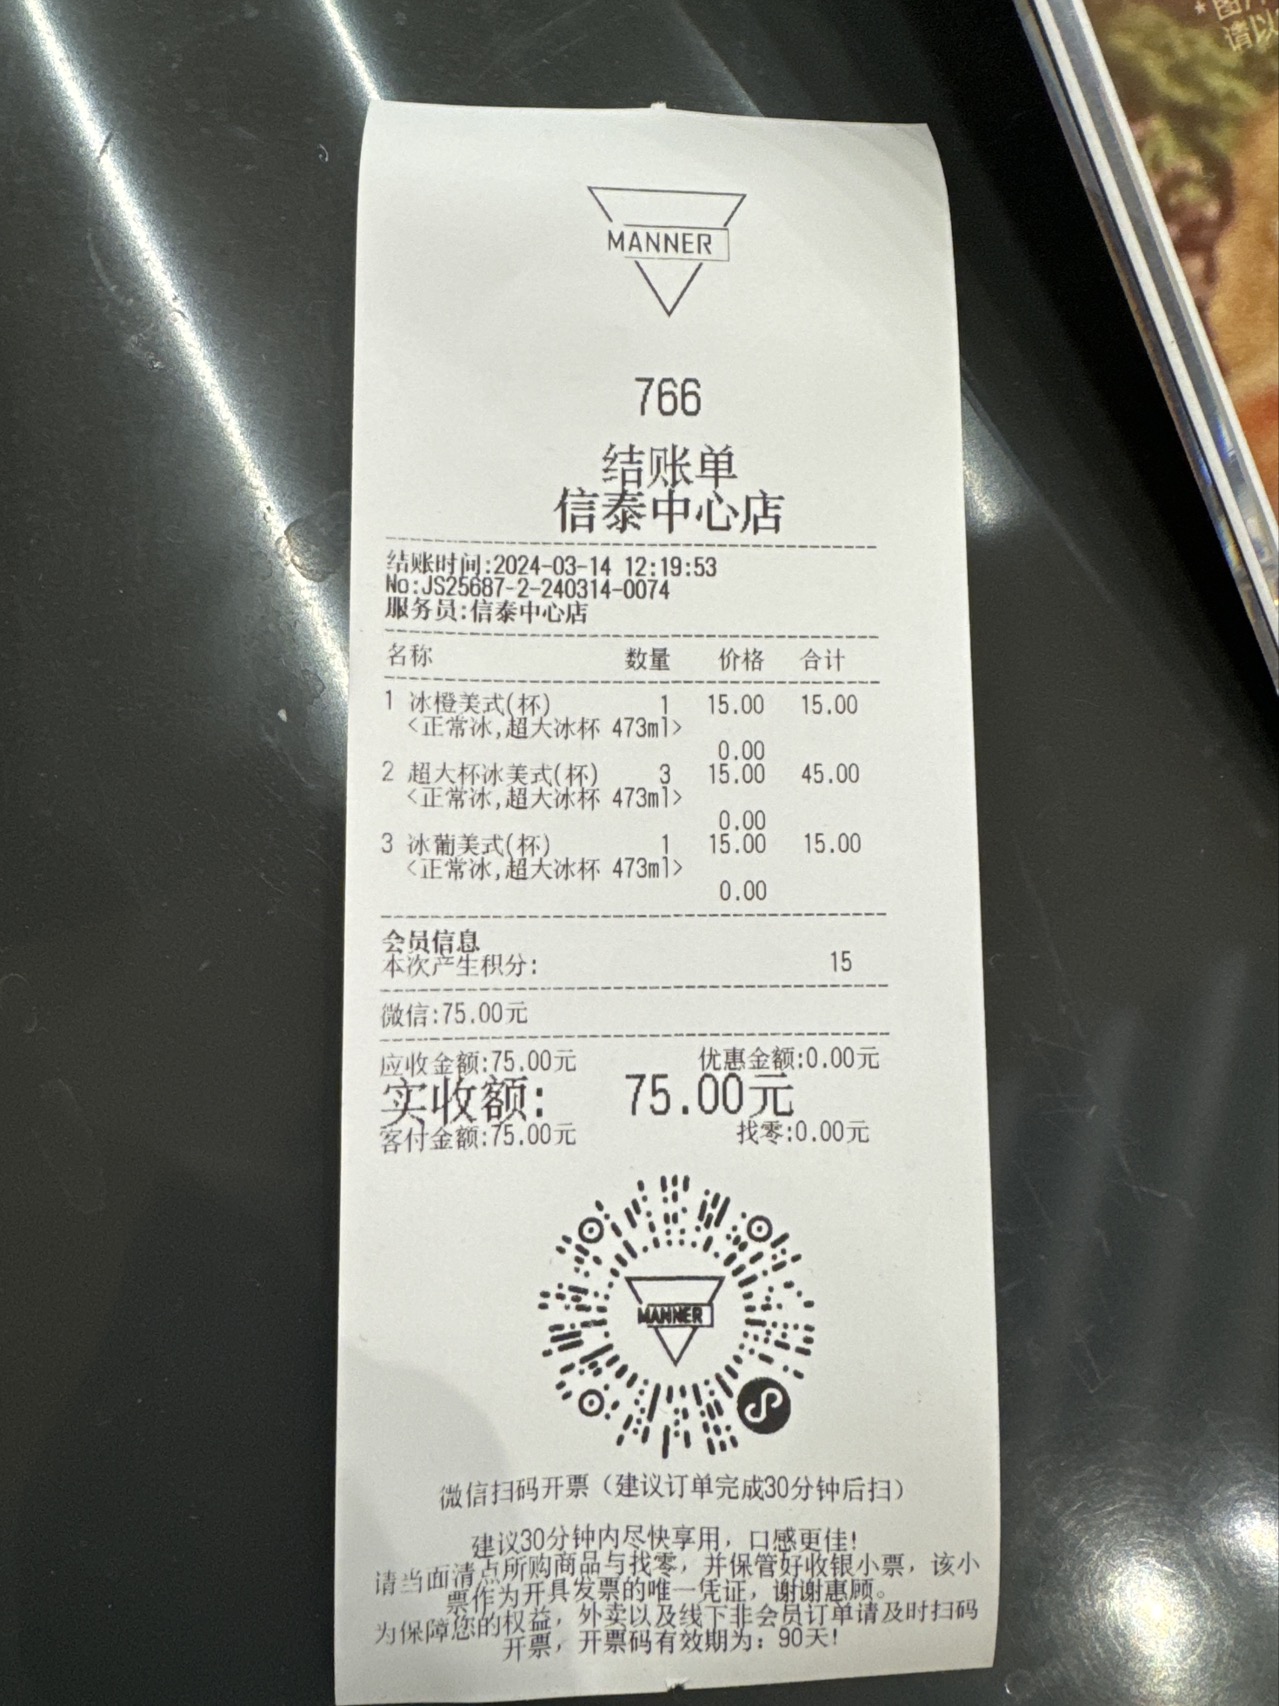 *图片
请以
MANNER
766
结账单
信泰中心店
结账时间:2024-03-14 12:19:53
No:JS25687-2-240314-0074
服务员:信泰中心店
名称 数量 价格 合计
1 冰橙美式(杯) 1 15.00 15.00
<正常冰,超大冰杯 473ml>
0.00
2 超大杯冰美式(杯) 3 15.00 45.00
<正常冰,超大冰杯 473ml>
0.00
3 冰葡美式(杯) 1 15.00 15.00
<正常冰,超大冰杯 473ml>
0.00
会员信息
本次产生积分: 15
微信:75.00元
应收金额:75.00元 优惠金额:0.00元
实收额: 75.00元
客付金额:75.00元 找零:0.00元
MANNER
微信扫码开票（建议订单完成30分钟后扫）
建议30分钟内尽快享用，口感更佳!
请当面清点所购商品与找零，并保管好收银小票，该小
票作为开具发票的唯一凭证，谢谢惠顾。
为保障您的权益，外卖以及线下非会员订单请及时扫码
开票，开票码有效期为：90天!